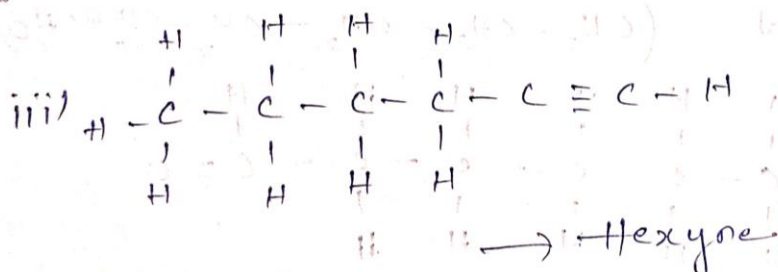 H H H H
iii) H - C - C - C - C - C ≡ C - H
H H H H
→ Hexyne